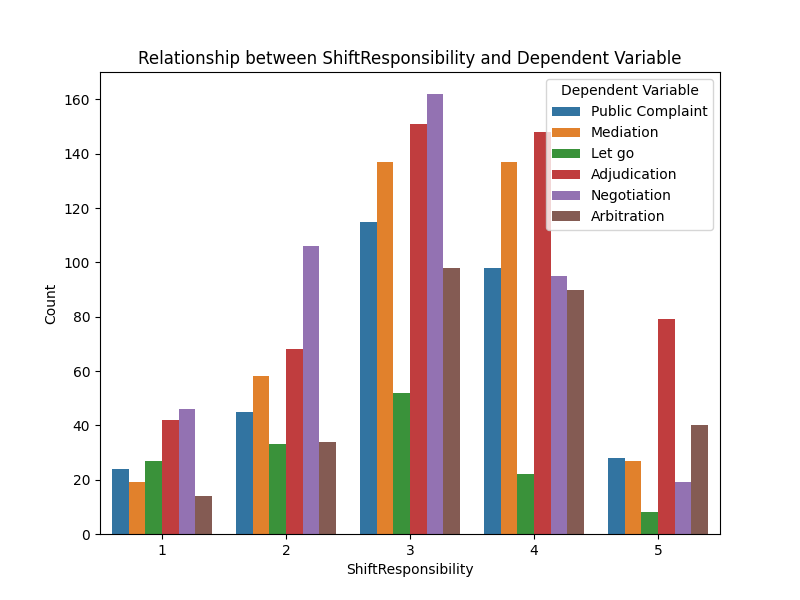 Relationship between ShiftResponsibility and Dependent Variable
Dependent Variable
Public Complaint
Mediation
Let go
Adjudication
Negotiation
Arbitration
Count
160
140
120
100
80
60
40
20
0
1 2 3 4 5
ShiftResponsibility